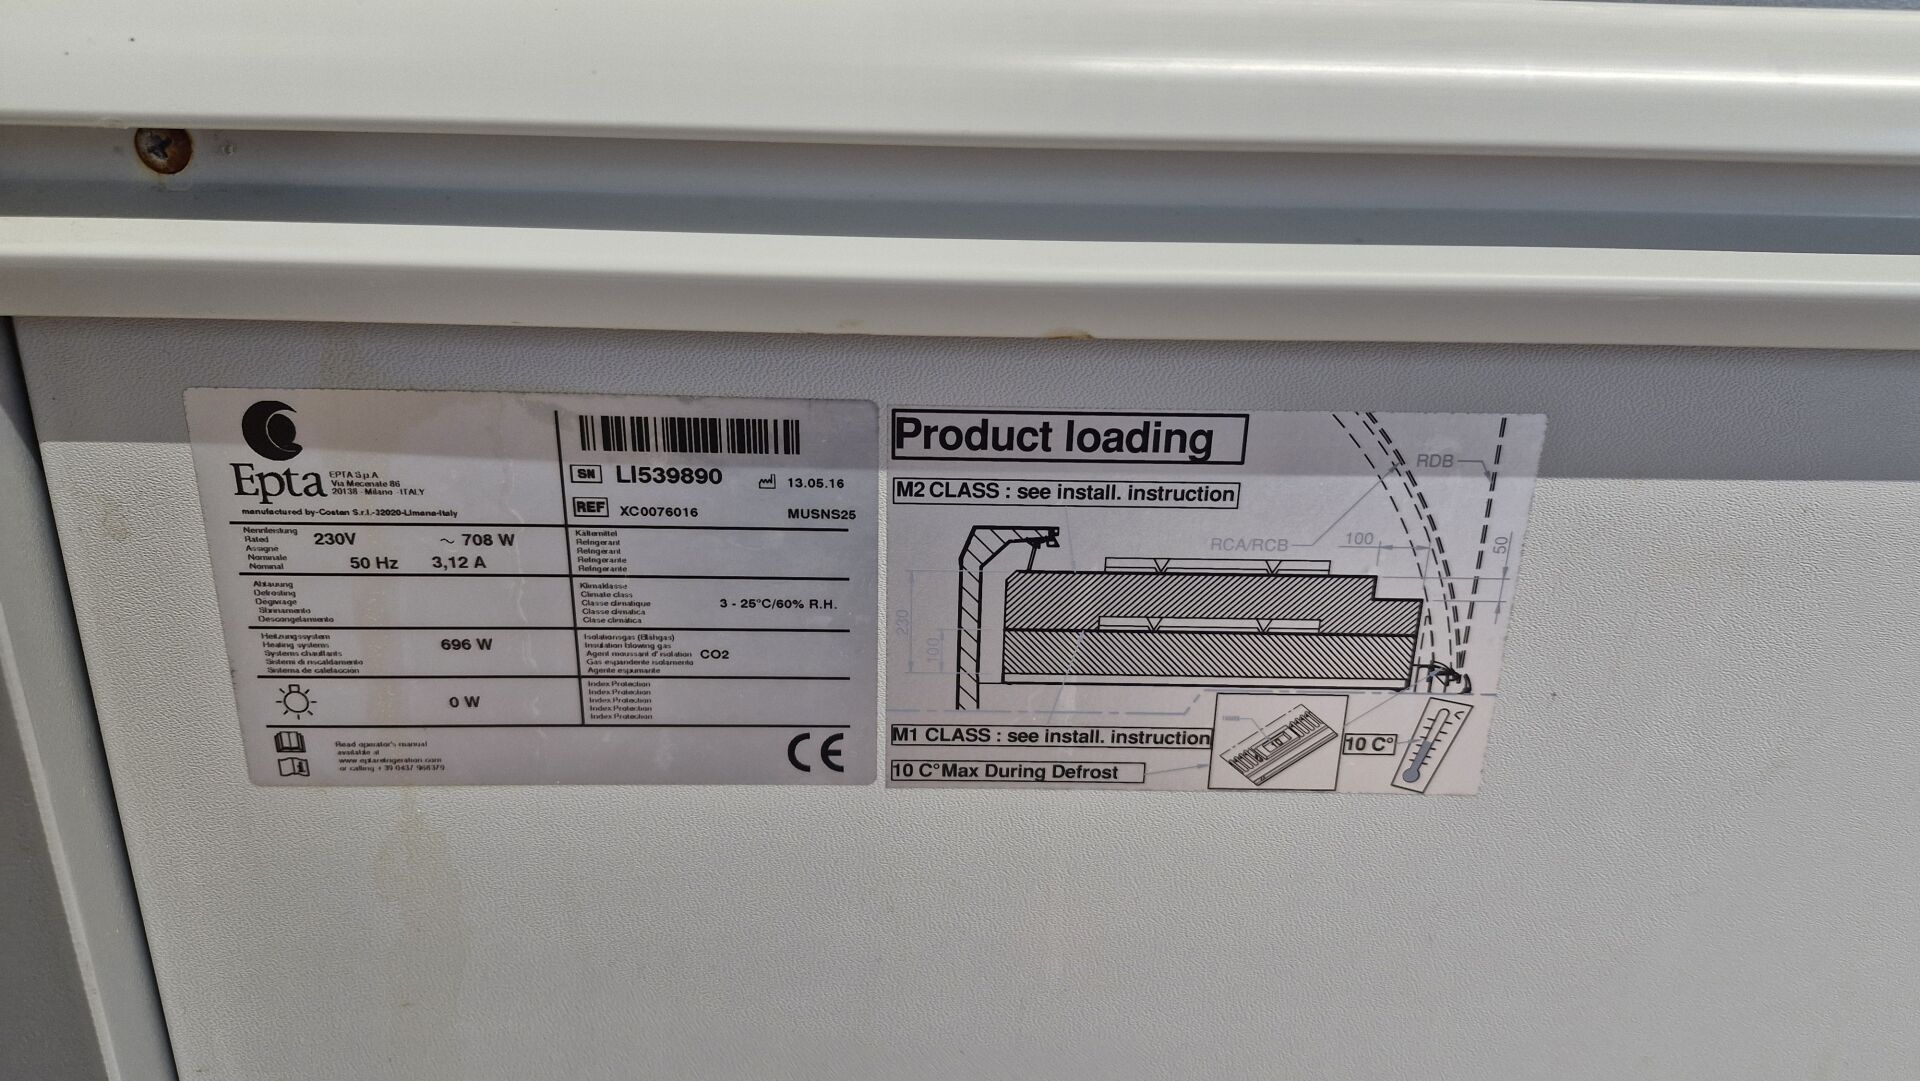 Epta
EPTA S.p.A
Via Mecenate 86
20138 - Milano - ITALY
manufactured by-Costan S.r.l.-32020-Limana-Italy
SN LI539890 13.05.16
REF XC0076016 MUSNS25
Nennleistung
Rated
Assigne
Nominale
Nominal
230V ~ 708 W
50 Hz 3,12 A
Kältemittel
Refrigerant
Refrigerant
Refrigerante
Refrigerante
Abtauung
Defrosting
Degivrage
Sbrinamento
Descongelamiento
Klimaklasse
Climate class
Classe climatique
Classe climatica
Clase climática
3 - 25°C/60% R.H.
Heitzungssystem
Heating systems
Systems chauffants
Sistemi di riscaldamento
Sistema de calefacción
696 W
Isolationsgas (Blähgas)
Insulation blowing gas
Agent moussant d'isolation
Gas espandente isolamento
Agente espumante
CO2
0 W
Index Protection
Index Protection
Index Protection
Index Protection
Index Protection
Read operator's manual
available at
www.eptarefrigeration.com
or calling + 39 0437 968379
CE
Product loading
M2 CLASS : see install. instruction
RDB
RCA/RCB
100
50
230
100
M1 CLASS : see install. instruction
10 C°Max During Defrost
10 C°